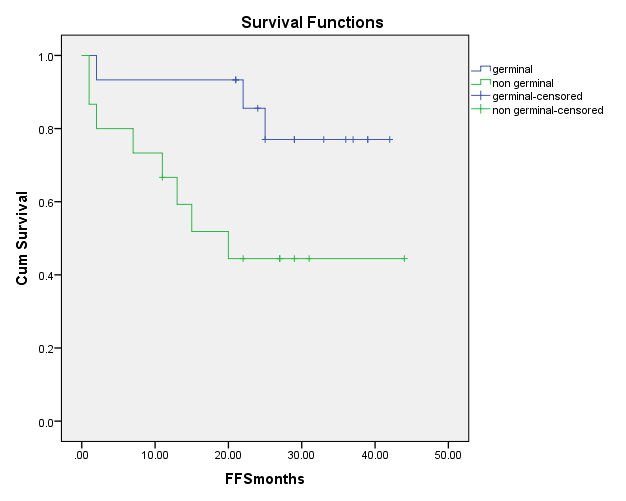 Survival Functions
germinal
non germinal
germinal-censored
non germinal-censored
Cum Survival
1.0
0.8
0.6
0.4
0.2
0.0
.00 10.00 20.00 30.00 40.00 50.00
FFSmonths